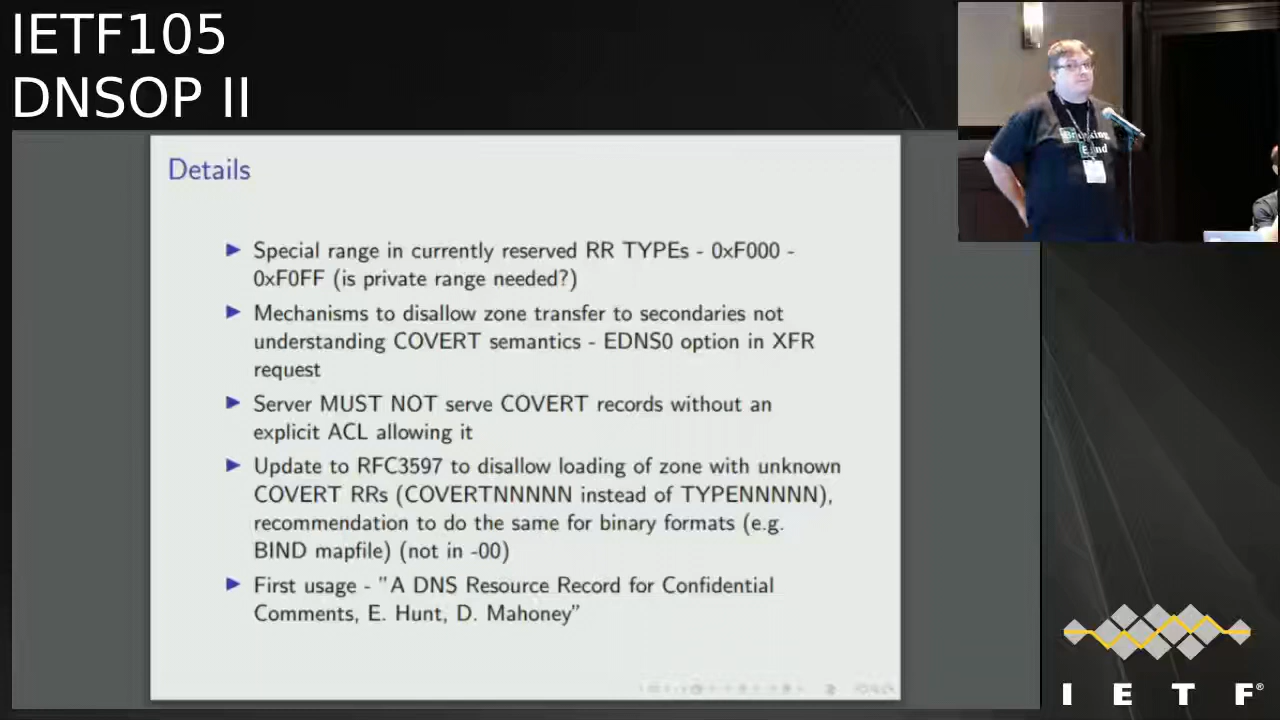 IETF105
DNSOP II
Details
Special range in currently reserved RR TYPEs - 0xF000 -
0xF0FF (is private range needed?)
Mechanisms to disallow zone transfer to secondaries not
understanding COVERT semantics - EDNS0 option in XFR
request
Server MUST NOT serve COVERT records without an
explicit ACL allowing it
Update to RFC3597 to disallow loading of zone with unknown
COVERT RRs (COVERTNNNNN instead of TYPENNNNN),
recommendation to do the same for binary formats (e.g.
BIND mapfile) (not in -00)
First usage - "A DNS Resource Record for Confidential
Comments, E. Hunt, D. Mahoney"
IETF®